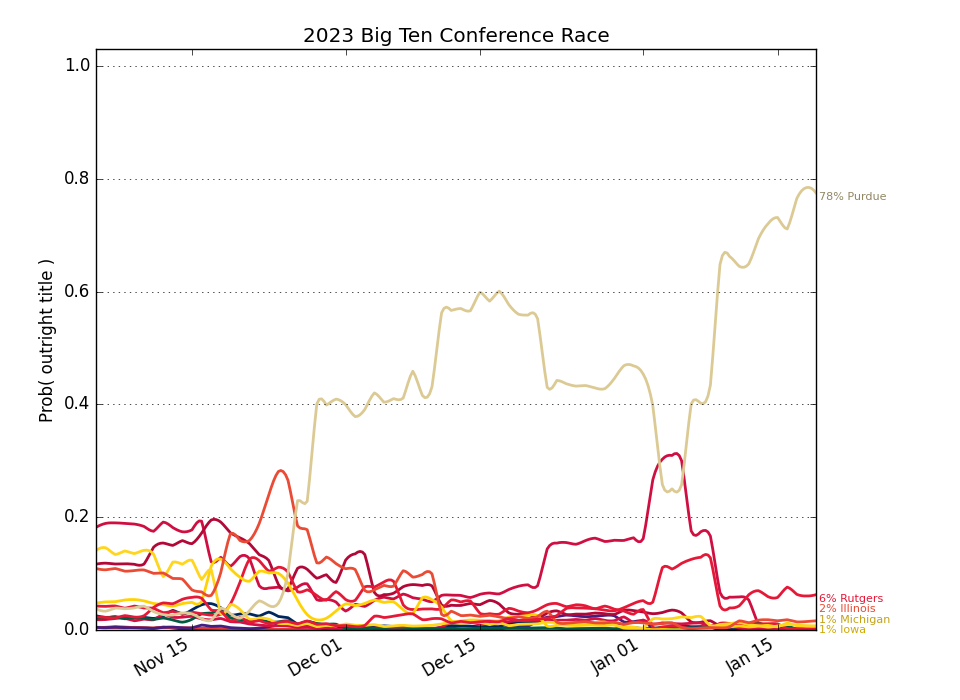 2023 Big Ten Conference Race
Prob( outright title )
1.0
0.8
0.6
0.4
0.2
0.0
Nov 15
Dec 01
Dec 15
Jan 01
Jan 15
78% Purdue
6% Rutgers
2% Illinois
1% Michigan
1% Iowa